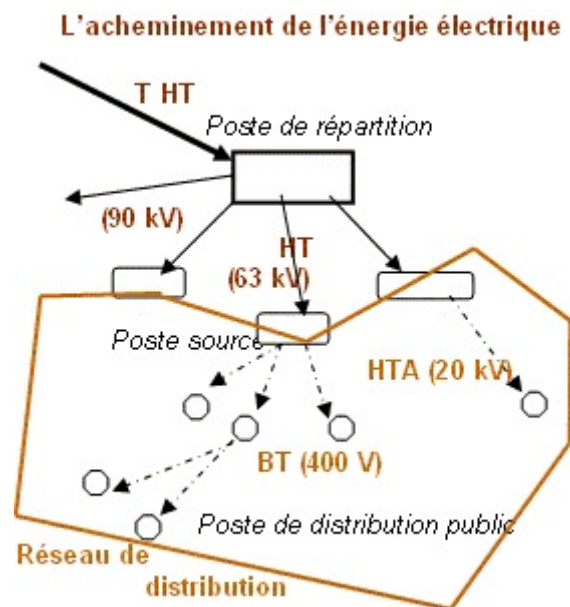 L'acheminement de l'énergie électrique
T HT
Poste de répartition
(90 kV)
HT
(63 kV)
Poste source
HTA (20 kV)
BT (400 V)
Poste de distribution public
Réseau de
distribution